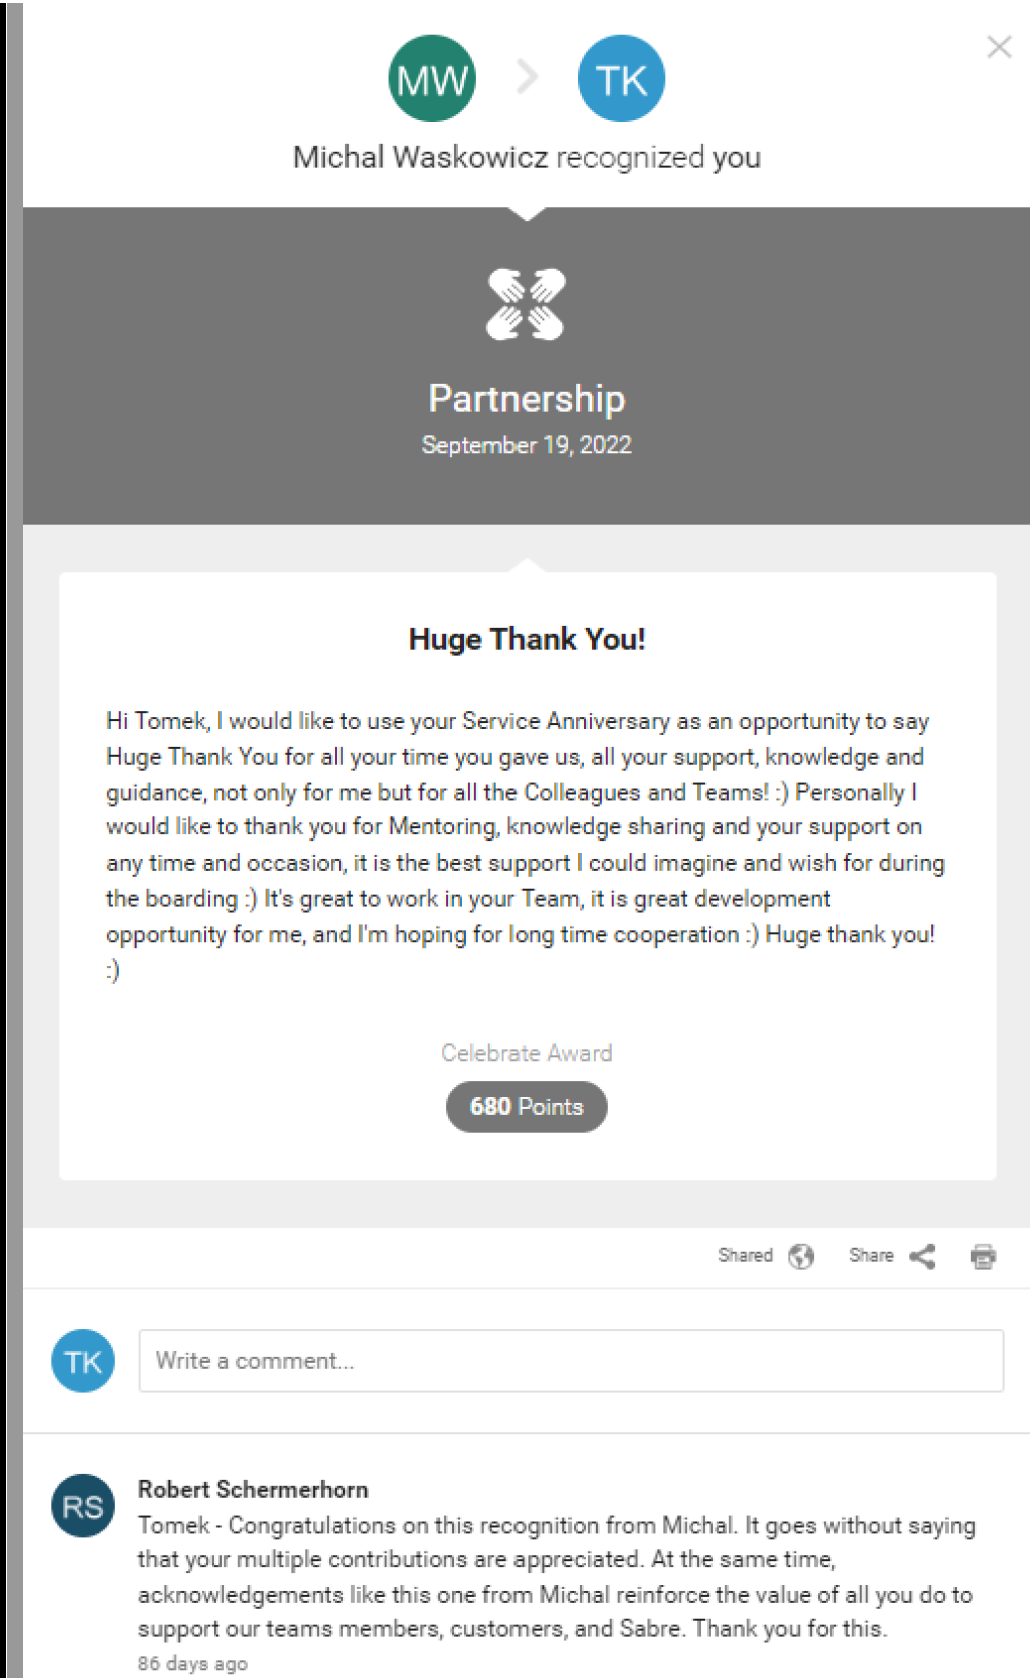 MW
TK
Michal Waskowicz recognized you
Partnership
September 19, 2022
Huge Thank You!
Hi Tomek, I would like to use your Service Anniversary as an opportunity to say
Huge Thank You for all your time you gave us, all your support, knowledge and
guidance, not only for me but for all the Colleagues and Teams! :) Personally I
would like to thank you for Mentoring, knowledge sharing and your support on
any time and occasion, it is the best support I could imagine and wish for during
the boarding :) It's great to work in your Team, it is great development
opportunity for me, and I'm hoping for long time cooperation :) Huge thank you!
:)
Celebrate Award
680 Points
Shared
Share
TK
Write a comment...
RS
Robert Schermerhorn
Tomek - Congratulations on this recognition from Michal. It goes without saying
that your multiple contributions are appreciated. At the same time,
acknowledgements like this one from Michal reinforce the value of all you do to
support our teams members, customers, and Sabre. Thank you for this.
86 days ago